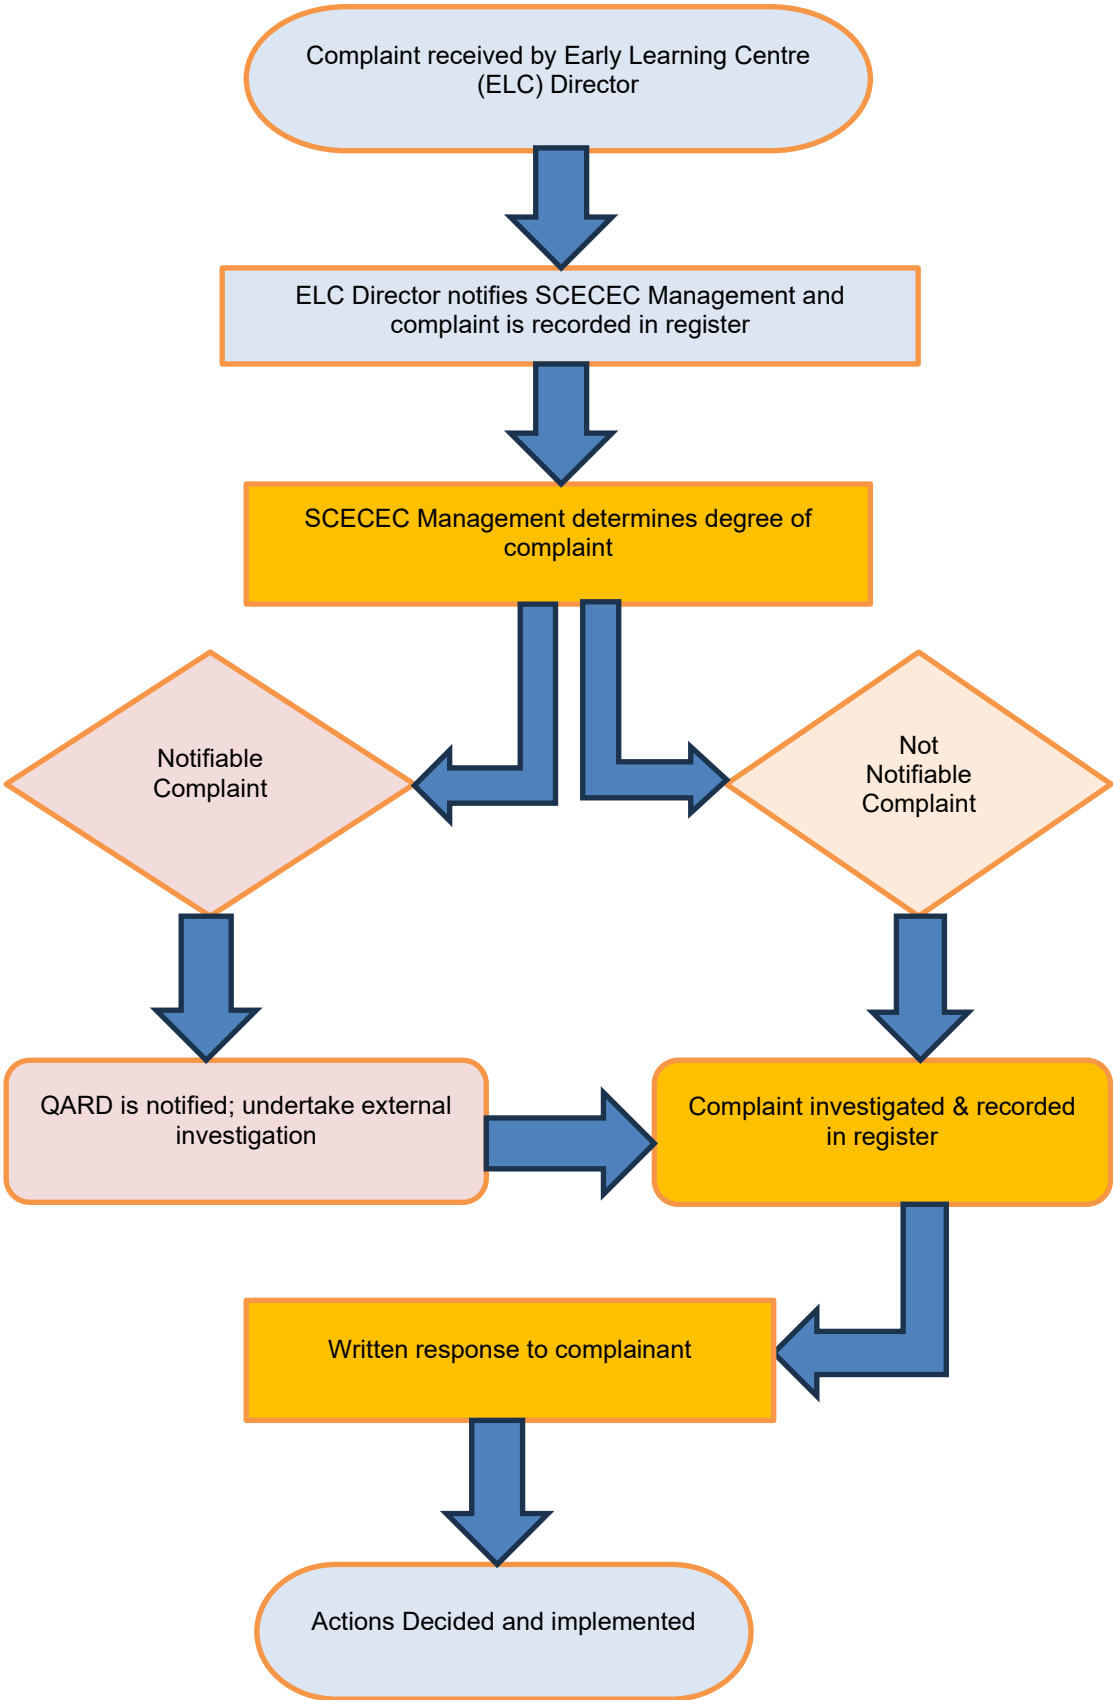 Complaint received by Early Learning Centre
(ELC) Director
ELC Director notifies SCECEC Management and
complaint is recorded in register
SCECEC Management determines degree of
complaint
Notifiable
Complaint
Not
Notifiable
Complaint
QARD is notified; undertake external
investigation
Complaint investigated & recorded
in register
Written response to complainant
Actions Decided and implemented